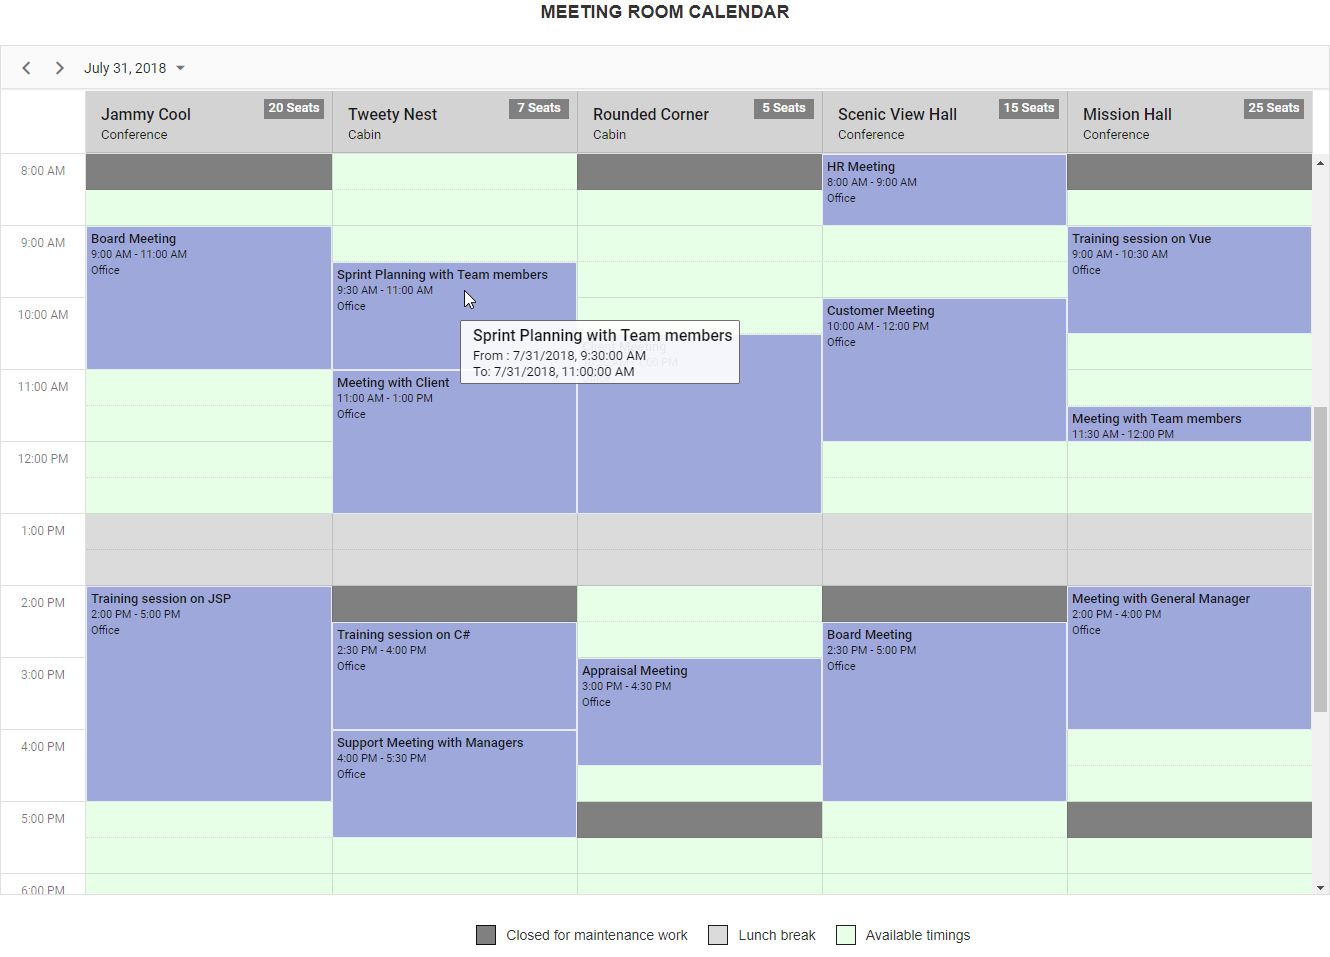 MEETING ROOM CALENDAR
July 31, 2018
Jammy Cool
Conference
20 Seats
Tweety Nest
Cabin
7 Seats
Rounded Corner
Cabin
5 Seats
Scenic View Hall
Conference
15 Seats
Mission Hall
Conference
25 Seats
8:00 AM
HR Meeting
8:00 AM - 9:00 AM
Office
9:00 AM
Board Meeting
9:00 AM - 11:00 AM
Office
Sprint Planning with Team members
9:30 AM - 11:00 AM
Office
Training session on Vue
9:00 AM - 10:30 AM
Office
10:00 AM
Customer Meeting
10:00 AM - 12:00 PM
Office
Sprint Planning with Team members
From : 7/31/2018, 9:30:00 AM
To: 7/31/2018, 11:00:00 AM
Client Meeting
11:00 AM
Meeting with Client
11:00 AM - 1:00 PM
Office
Meeting with Team members
11:30 AM - 12:00 PM
12:00 PM
1:00 PM
2:00 PM
Training session on JSP
2:00 PM - 5:00 PM
Office
Training session on C#
2:30 PM - 4:00 PM
Office
Board Meeting
2:30 PM - 5:00 PM
Office
Meeting with General Manager
2:00 PM - 4:00 PM
Office
3:00 PM
Appraisal Meeting
3:00 PM - 4:30 PM
Office
4:00 PM
Support Meeting with Managers
4:00 PM - 5:30 PM
Office
5:00 PM
6:00 PM
Closed for maintenance work
Lunch break
Available timings